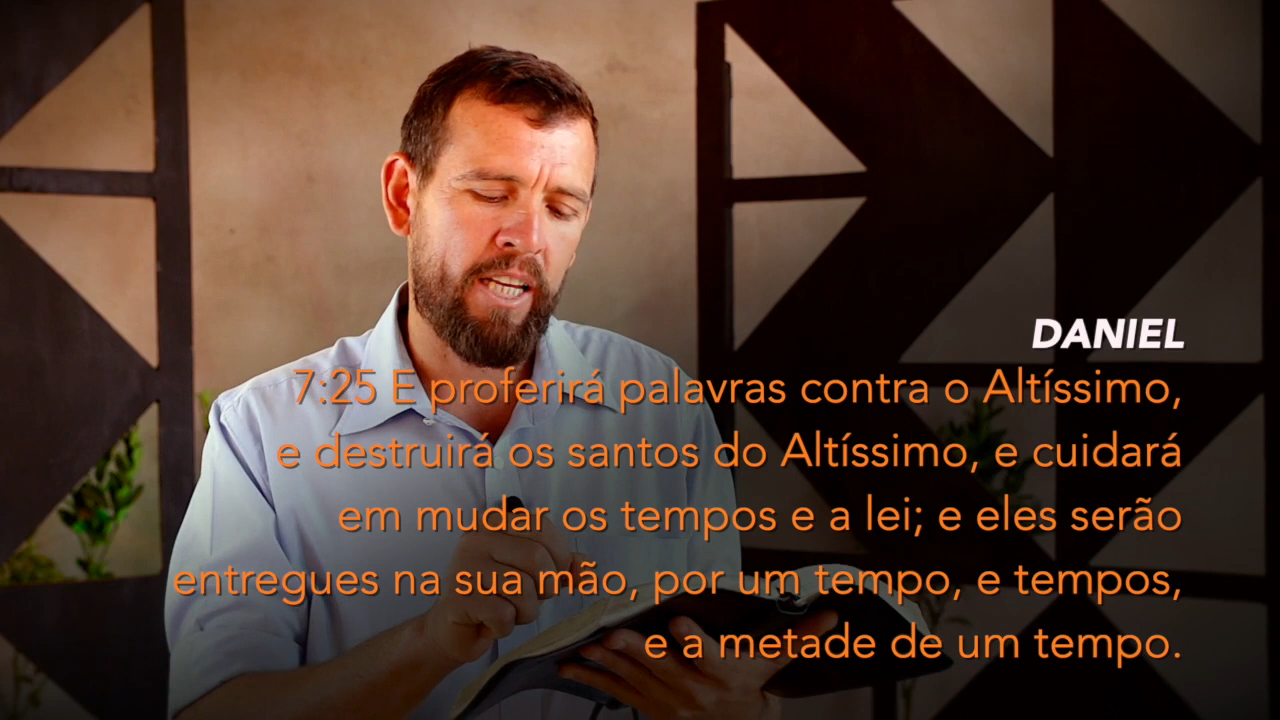 DANIEL
7:25 E proferirá palavras contra o Altíssimo,
e destruirá os santos do Altíssimo, e cuidará
em mudar os tempos e a lei; e eles serão
entregues na sua mão, por um tempo, e tempos,
e a metade de um tempo.